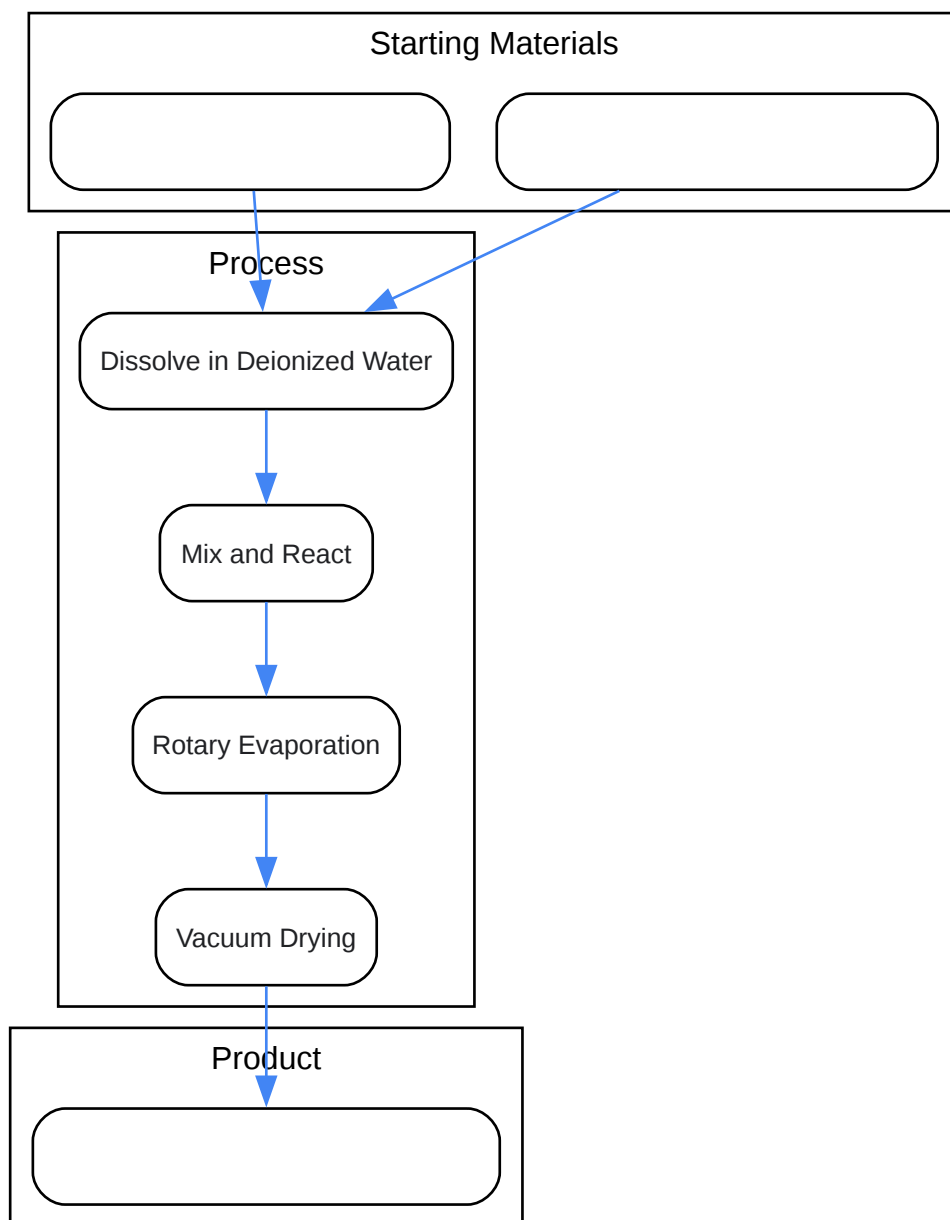 Starting Materials
Process
Dissolve in Deionized Water
Mix and React
Rotary Evaporation
Vacuum Drying
Product